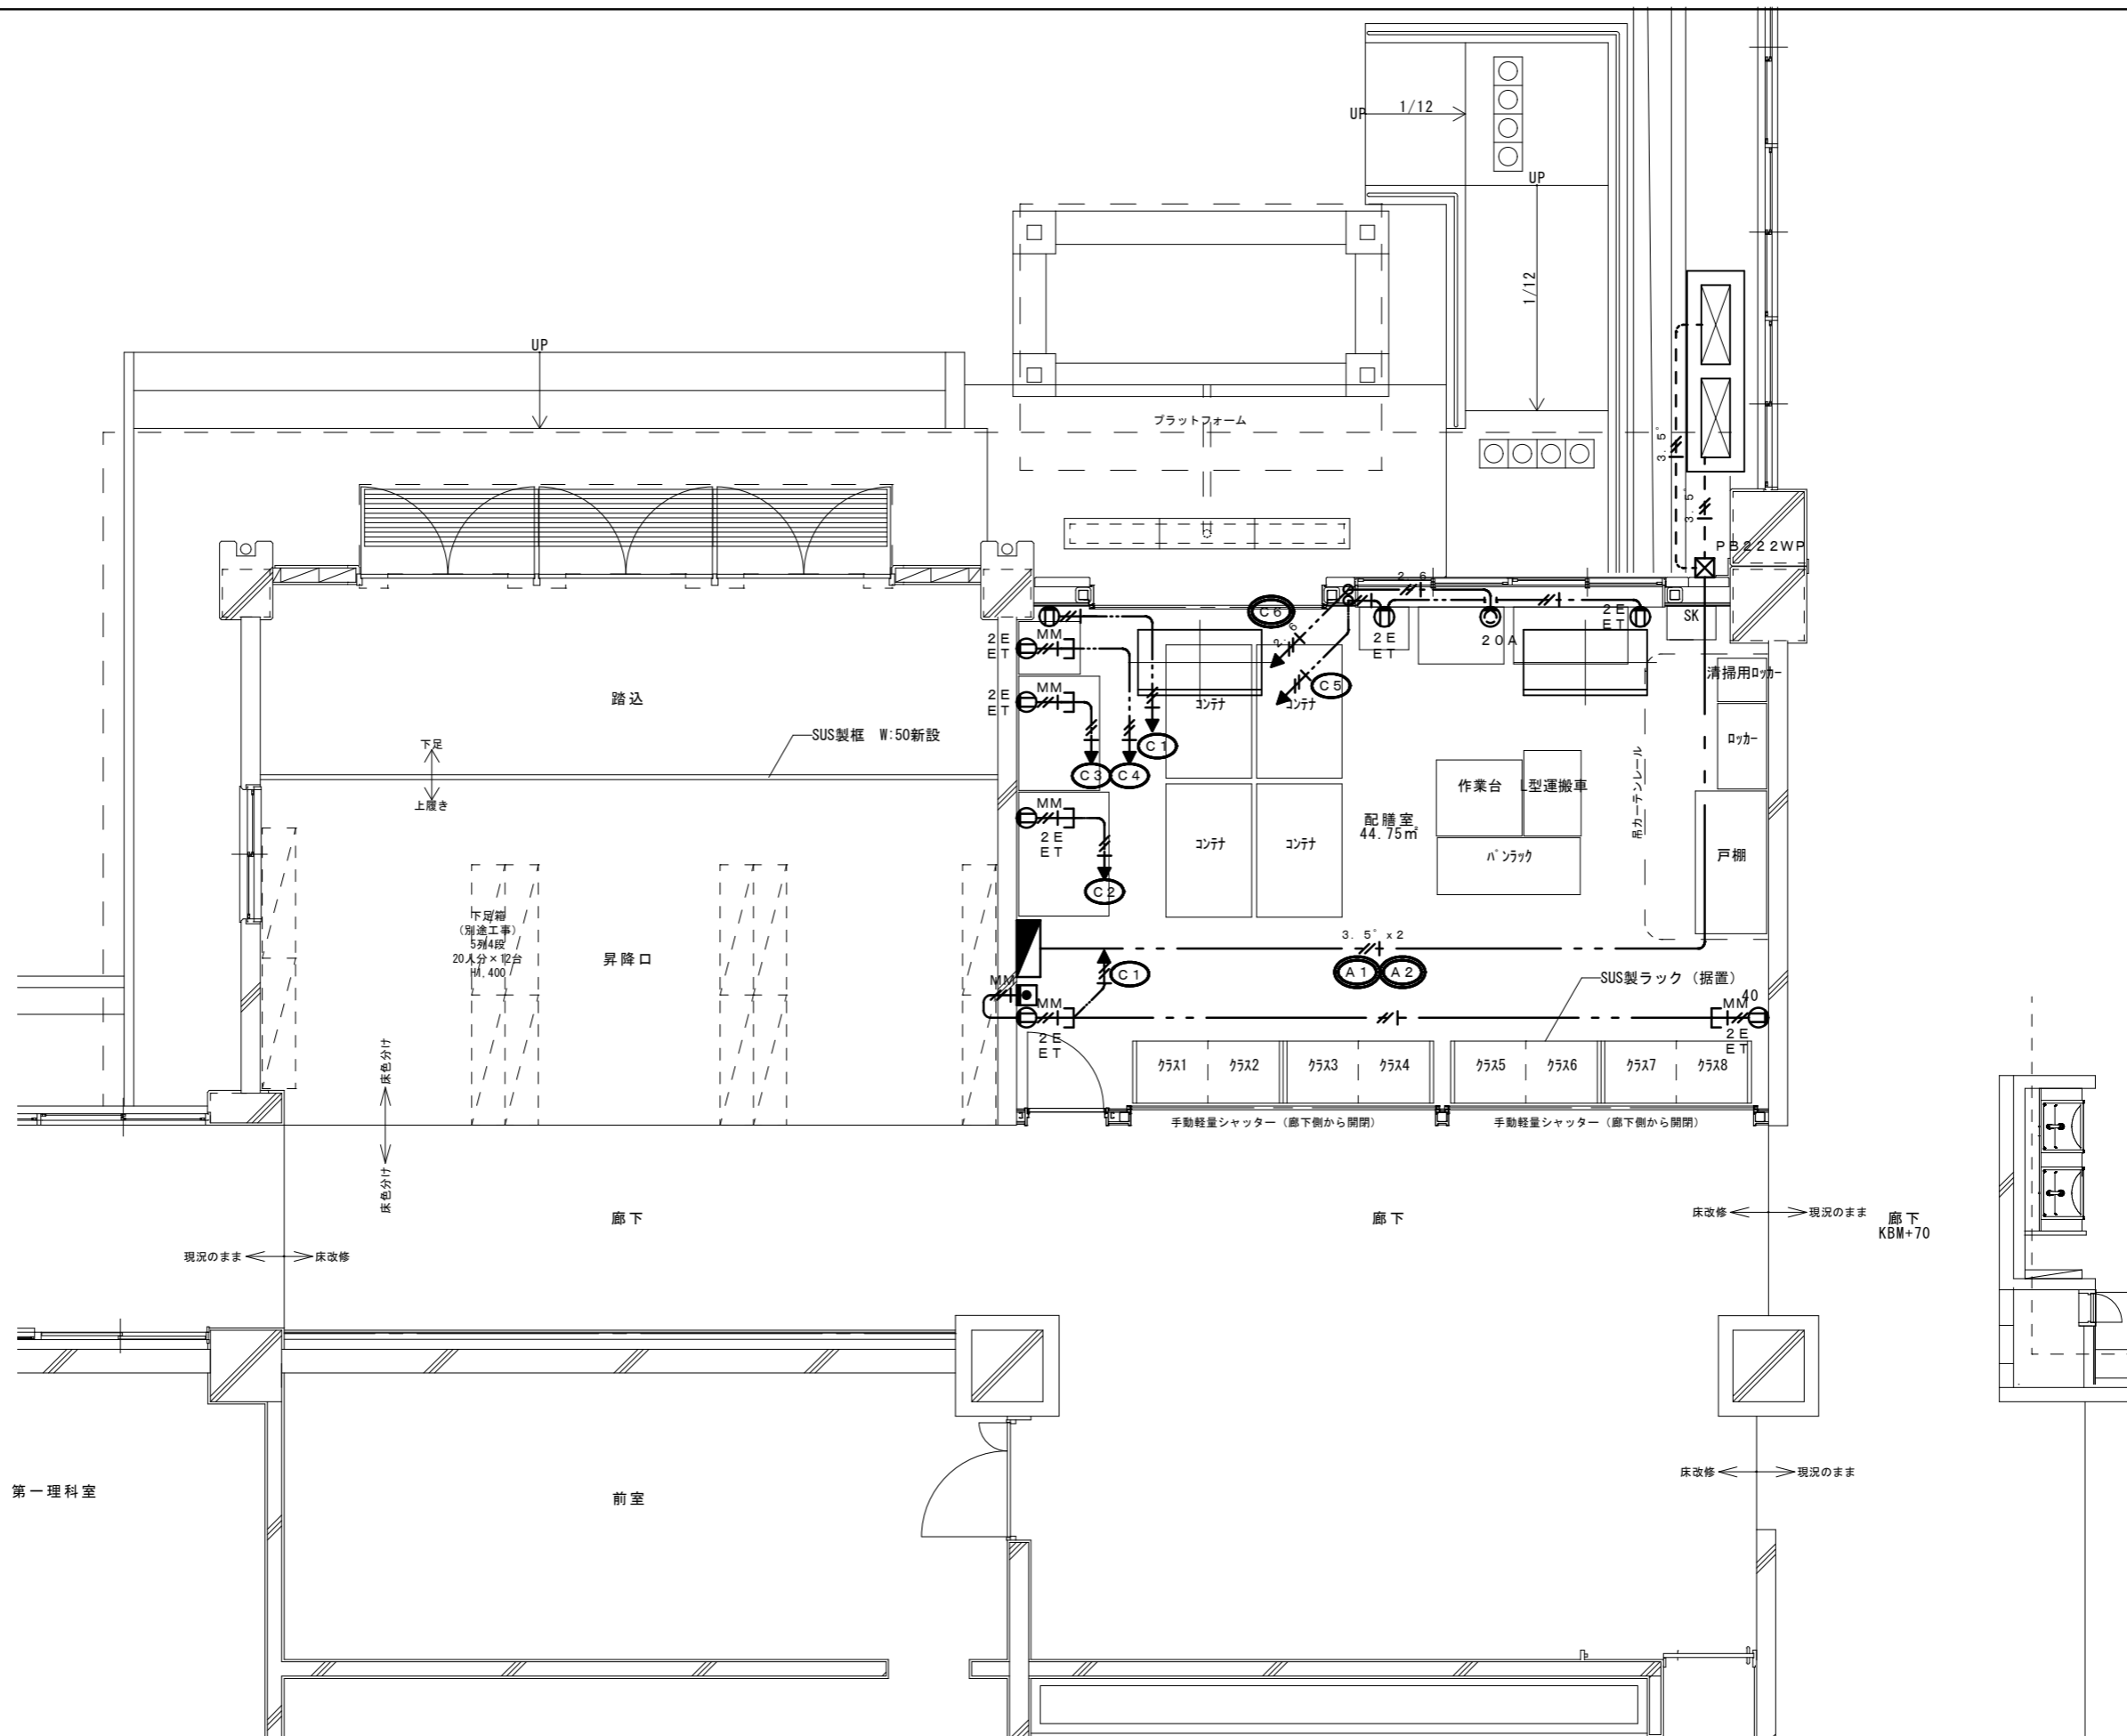 UP
1/12
UP
1/12
UP
プラットフォーム
3.5゜
3.5゜
PB222WP
2.6
C6
2.6
2E
ET
20A
2E
ET
SK
2E
ET
MM
C5
清掃用ロッカー
2E
ET
MM
踏込
コンテナ
コンテナ
SUS製框 W:50新設
C1
ロッカー
下足
C3
C4
吊カーテンレール
作業台
L型運搬車
上履き
MM
2E
ET
配膳室
44.75㎡
コンテナ
コンテナ
パンラック
戸棚
C2
下足箱
(別途工事)
5列4段
20人分×12台
H1,400
昇降口
3.5゜x2
C1
A1
A2
SUS製ラック(据置)
MM
MM
2E
ET
40
MM
2E
ET
クラス1
クラス2
クラス3
クラス4
クラス5
クラス6
クラス7
クラス8
床色分け
手動軽量シャッター(廊下側から開閉)
手動軽量シャッター(廊下側から開閉)
床色分け
廊下
廊下
床改修
現況のまま
廊下
KBM+70
現況のまま
床改修
床改修
現況のまま
第一理科室
前室